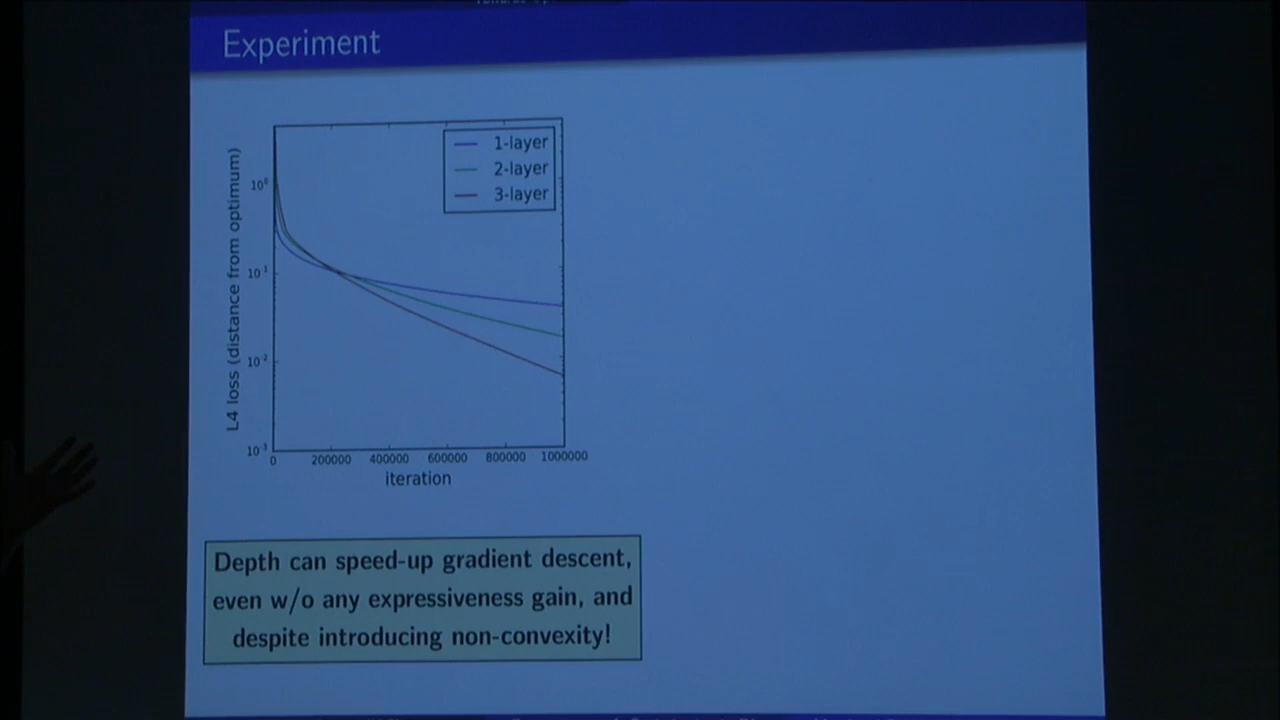 Experiment
1-layer
2-layer
3-layer
L4 loss (distance from optimum)
10⁰
10⁻¹
10⁻²
10⁻³
0 200000 400000 600000 800000 1000000
iteration
Depth can speed-up gradient descent,
even w/o any expressiveness gain, and
despite introducing non-convexity!